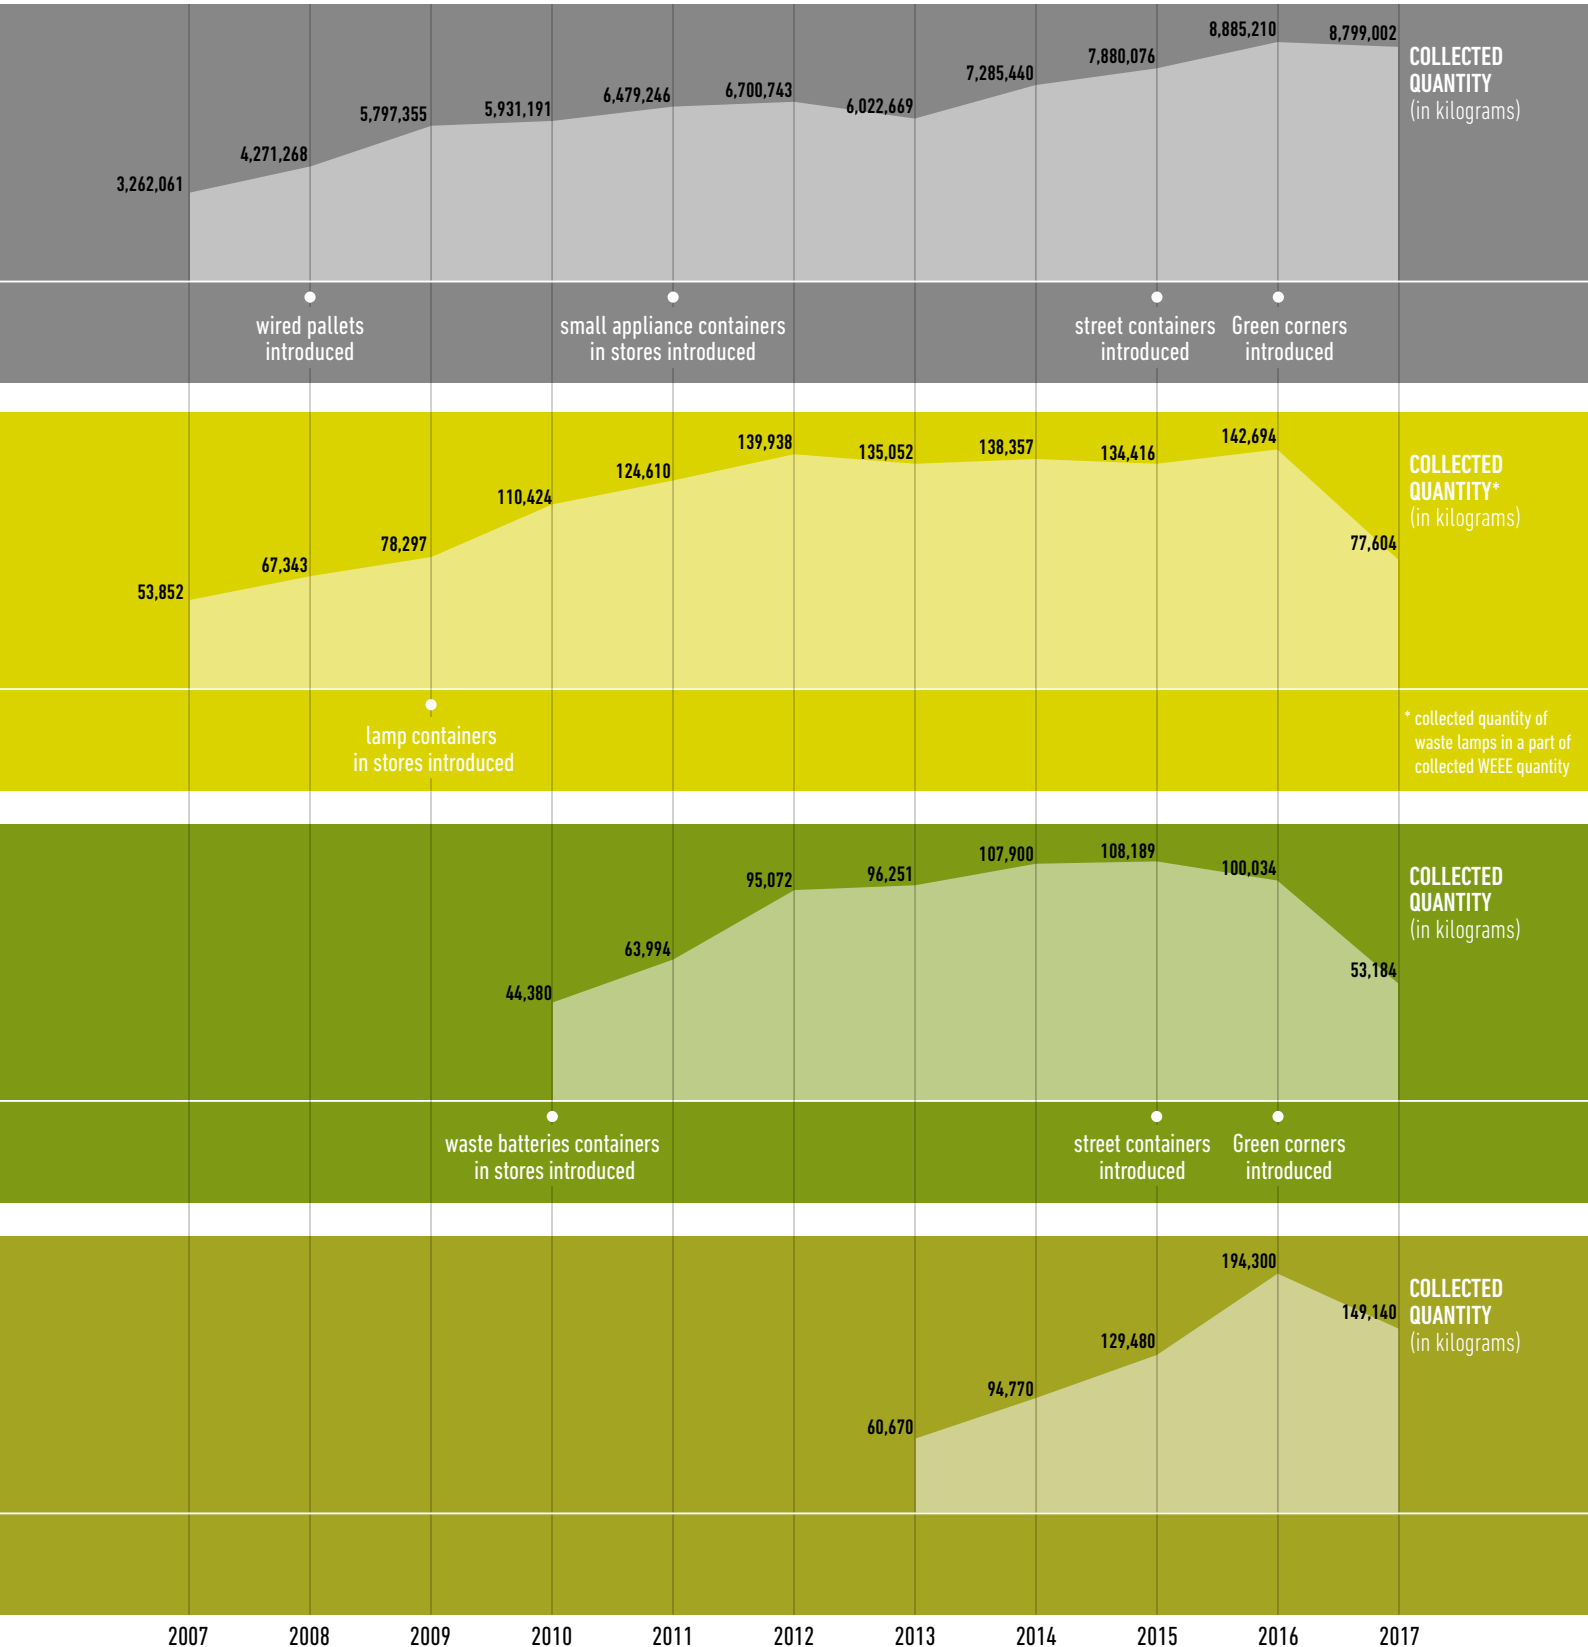 3,262,061
4,271,268
5,797,355
5,931,191
6,479,246
6,700,743
6,022,669
7,285,440
7,880,076
8,885,210
8,799,002
COLLECTED
QUANTITY
(in kilograms)
wired pallets
introduced
small appliance containers
in stores introduced
street containers
introduced
Green corners
introduced
53,852
67,343
78,297
110,424
124,610
139,938
135,052
138,357
134,416
142,694
77,604
COLLECTED
QUANTITY*
(in kilograms)
lamp containers
in stores introduced
* collected quantity of
waste lamps in a part of
collected WEEE quantity
44,380
63,994
95,072
96,251
107,900
108,189
100,034
53,184
COLLECTED
QUANTITY
(in kilograms)
waste batteries containers
in stores introduced
street containers
introduced
Green corners
introduced
60,670
94,770
129,480
194,300
149,140
COLLECTED
QUANTITY
(in kilograms)
2007 2008 2009 2010 2011 2012 2013 2014 2015 2016 2017